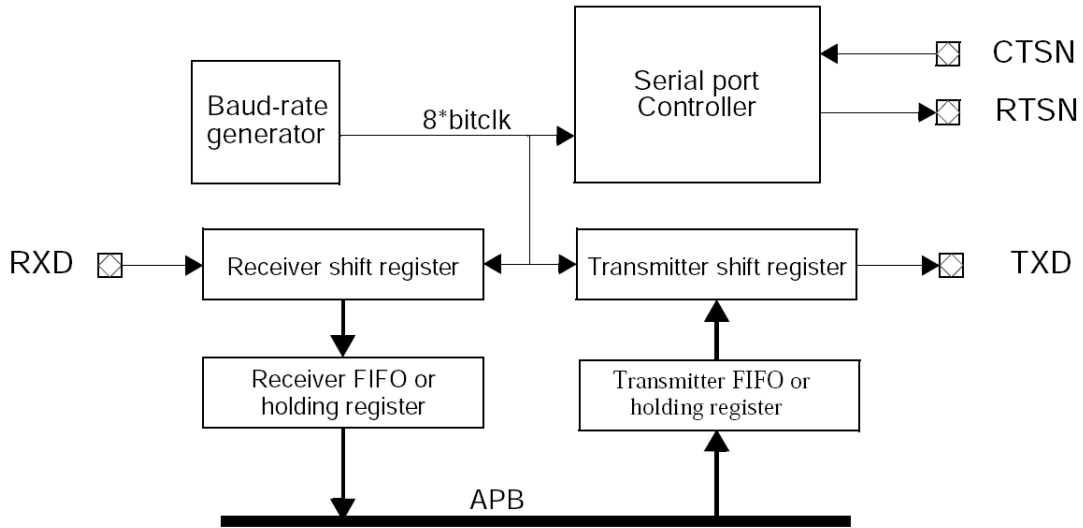 Baud-rate
generator
8*bitclk
Serial port
Controller
CTSN
RTSN
RXD
Receiver shift register
Transmitter shift register
TXD
Receiver FIFO or
holding register
Transmitter FIFO or
holding register
APB